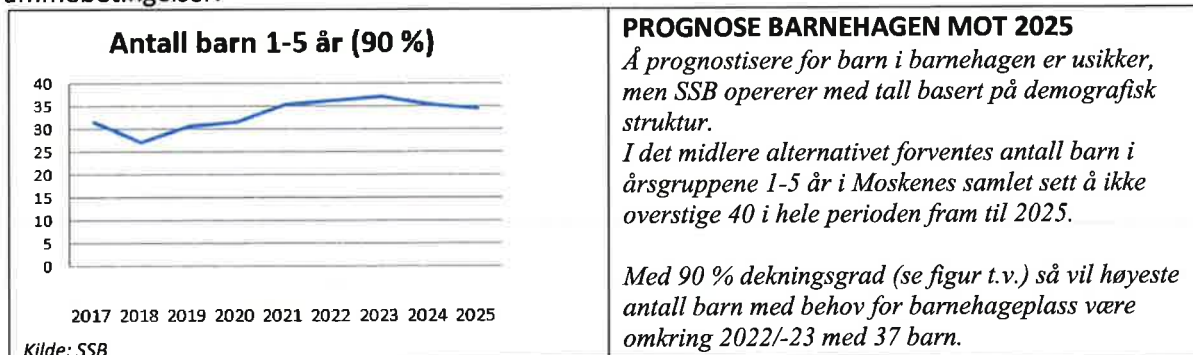 Antall barn 1-5 år (90 %)
40
35
30
25
20
15
10
5
0
2017 2018 2019 2020 2021 2022 2023 2024 2025
Kilde: SSB
PROGNOSE BARNEHAGEN MOT 2025
Å prognostisere for barn i barnehagen er usikker,
men SSB opererer med tall basert på demografisk
struktur.
I det midlere alternativet forventes antall barn i
årsgruppene 1-5 år i Moskenes samlet sett å ikke
overstige 40 i hele perioden fram til 2025.
Med 90 % dekningsgrad (se figur t.v.) så vil høyeste
antall barn med behov for barnehageplass være
omkring 2022/-23 med 37 barn.